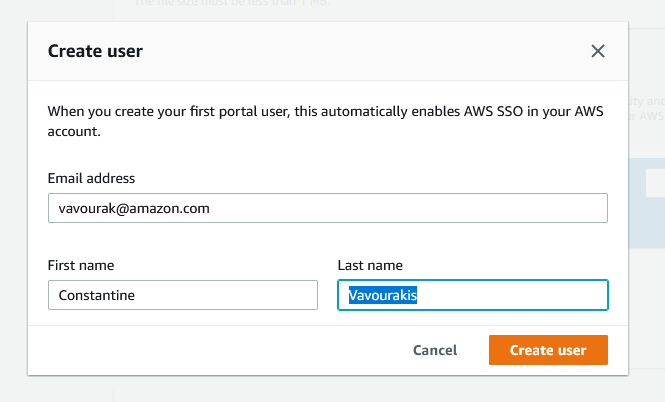 The file size must be less than 1 MB.
Create user
When you create your first portal user, this automatically enables AWS SSO in your AWS
account.
Email address
vavourak@amazon.com
First name
Last name
Constantine
Vavourakis
Cancel
Create user